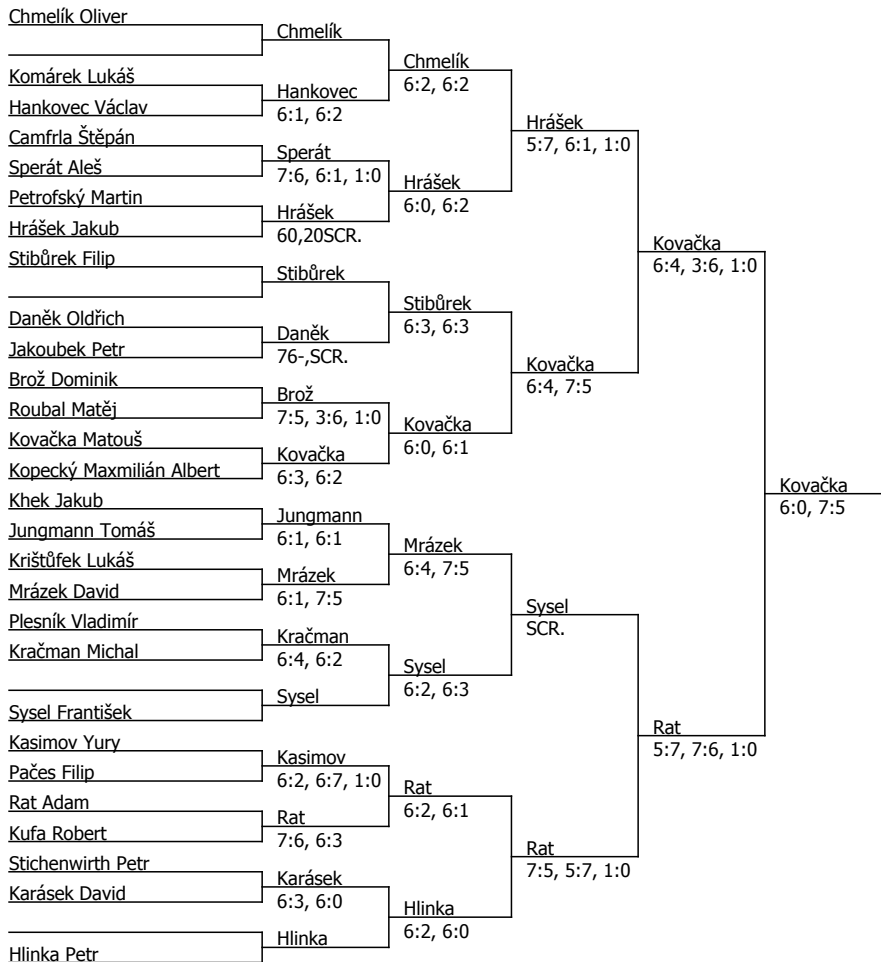 Chmelík Oliver
Chmelík
Chmelík
6:2, 6:2
Komárek Lukáš
Hankovec
6:1, 6:2
Hankovec Václav
Hrášek
5:7, 6:1, 1:0
Camfrla Štěpán
Sperát
7:6, 6:1, 1:0
Sperát Aleš
Hrášek
6:0, 6:2
Petrofský Martin
Hrášek
60,20SCR.
Hrášek Jakub
Kovačka
6:4, 3:6, 1:0
Stibůrek Filip
Stibůrek
Stibůrek
6:3, 6:3
Daněk Oldřich
Daněk
76-,SCR.
Jakoubek Petr
Kovačka
6:4, 7:5
Brož Dominik
Brož
7:5, 3:6, 1:0
Roubal Matěj
Kovačka
6:0, 6:1
Kovačka Matouš
Kovačka
6:3, 6:2
Kopecký Maxmilián Albert
Kovačka
6:0, 7:5
Khek Jakub
Jungmann
6:1, 6:1
Jungmann Tomáš
Mrázek
6:4, 7:5
Krištůfek Lukáš
Mrázek
6:1, 7:5
Mrázek David
Sysel
SCR.
Plesník Vladimír
Kračman
6:4, 6:2
Kračman Michal
Sysel
6:2, 6:3
Sysel
Sysel František
Rat
5:7, 7:6, 1:0
Kasimov Yury
Kasimov
6:2, 6:7, 1:0
Pačes Filip
Rat
6:2, 6:1
Rat Adam
Rat
7:6, 6:3
Kufa Robert
Rat
7:5, 5:7, 1:0
Stichenwirth Petr
Karásek
6:3, 6:0
Karásek David
Hlinka
6:2, 6:0
Hlinka
Hlinka Petr